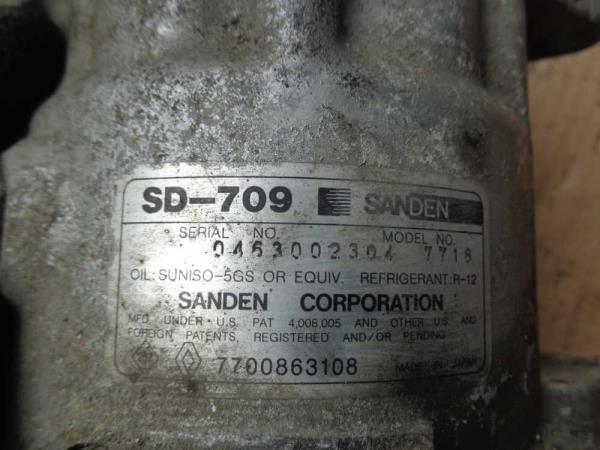 SD-709 SANDEN
SERIAL NO. MODEL NO.
0463002304 7718
OIL: SUNISO-5GS OR EQUIV. REFRIGERANT: R-12
SANDEN CORPORATION
MFD. UNDER U.S. PAT 4,006,005 AND OTHER U.S. AND
FOREIGN PATENTS, REGISTERED AND/OR PENDING
7700863108 MADE IN JAPAN